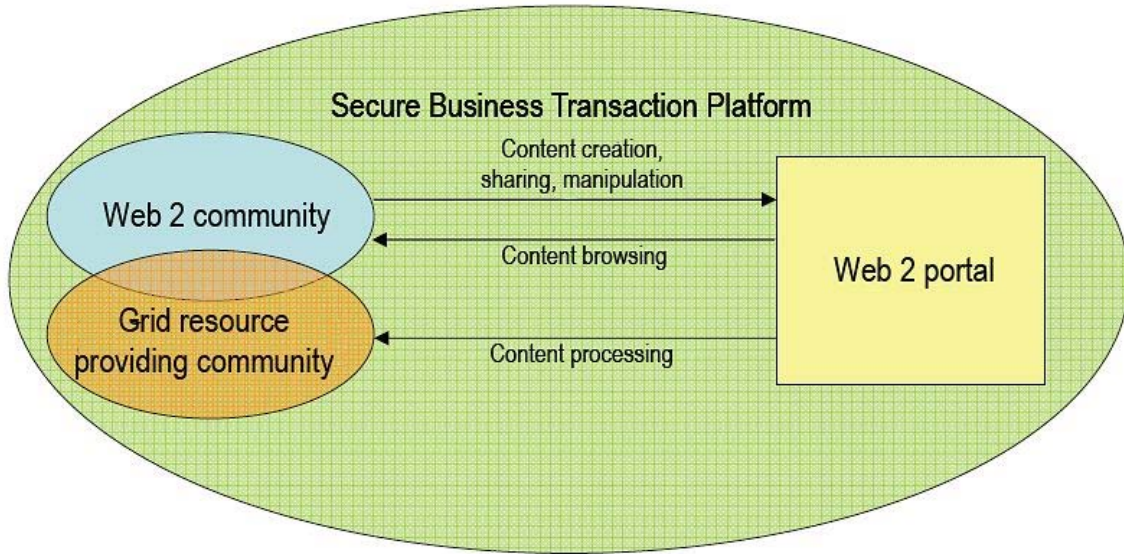 Secure Business Transaction Platform
Content creation,
sharing, manipulation
Web 2 community
Content browsing
Web 2 portal
Grid resource
providing community
Content processing